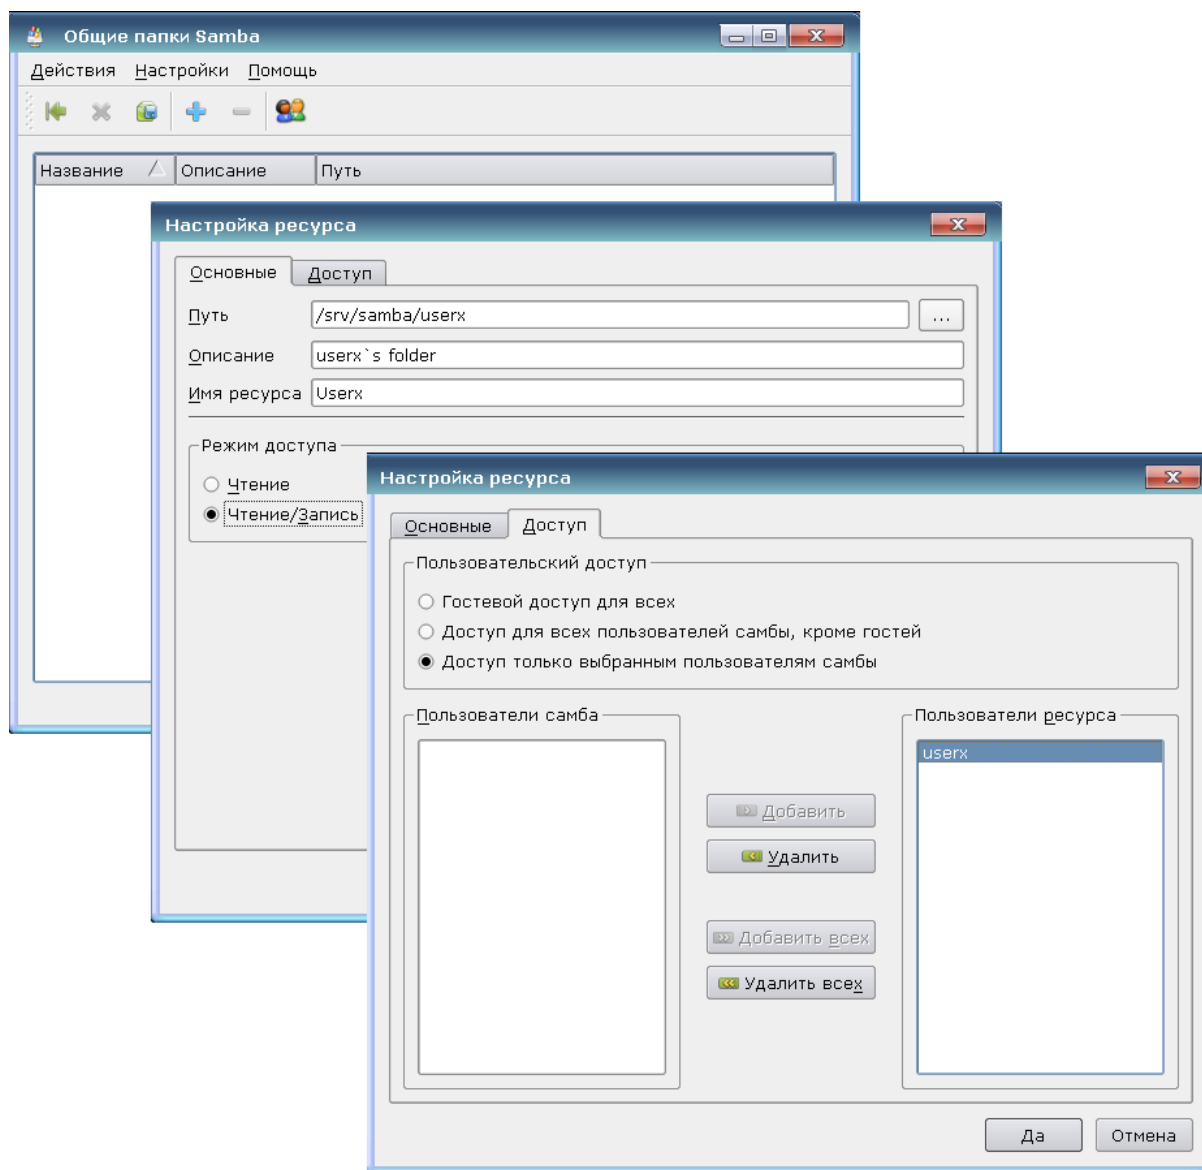 Общие папки Samba
Действия Настройки Помощь
Название Описание Путь
Настройка ресурса
Основные Доступ
Путь /srv/samba/userx ...
Описание userx`s folder
Имя ресурса Userx
Режим доступа
Чтение
Чтение/Запись
Настройка ресурса
Основные Доступ
Пользовательский доступ
Гостевой доступ для всех
Доступ для всех пользователей самбы, кроме гостей
Доступ только выбранным пользователям самбы
Пользователи самба Пользователи ресурса
userx
Добавить
Удалить
Добавить всех
Удалить всех
Да Отмена